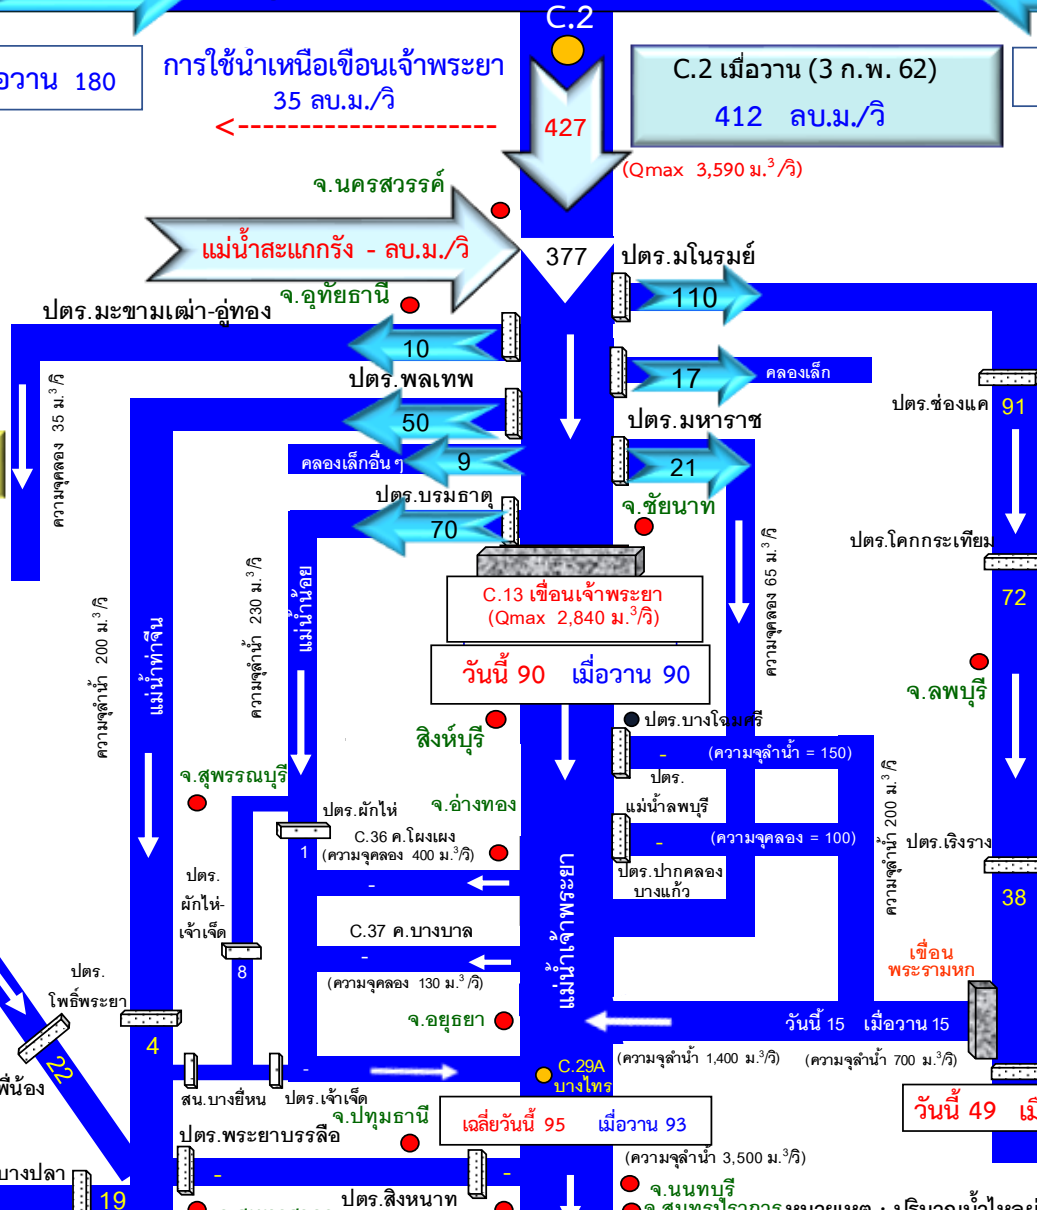 C.2
อวาน 180
การใช้น้ำเหนือเขื่อนเจ้าพระยา
35 ลบ.ม./วิ
427
C.2 เมื่อวาน (3 ก.พ. 62)
412 ลบ.ม./วิ
(Qmax 3,590 ม.³/วิ)
จ.นครสวรรค์
แม่น้ำสะแกกรัง - ลบ.ม./วิ
377
ปตร.มโนรมย์
110
จ.อุทัยธานี
ปตร.มะขามเฒ่า-อู่ทอง
10
17
คลองเล็ก
ปตร.พลเทพ
50
ปตร.มหาราช
ปตร.ช่องแค
91
คลองเล็กอื่น ๆ
9
21
ความจุคลอง 35 ม.³/วิ
ปตร.บรมธาตุ
70
จ.ชัยนาท
ปตร.โคกกระเทียม
72
C.13 เขื่อนเจ้าพระยา
(Qmax 2,840 ม.³/วิ)
วันนี้ 90 เมื่อวาน 90
ความจุลำน้ำ 200 ม.³/วิ
แม่น้ำท่าจีน
ความจุลำน้ำ 230 ม.³/วิ
แม่น้ำน้อย
ความจุคลอง 65 ม.³/วิ
จ.ลพบุรี
สิงห์บุรี
ปตร.บางโฉมศรี
-
(ความจุลำน้ำ = 150)
จ.สุพรรณบุรี
ปตร.
แม่น้ำลพบุรี
จ.อ่างทอง
ปตร.ผักไห่
C.36 ค.โผงเผง
(ความจุคลอง 400 ม.³/วิ)
1
-
-
(ความจุคลอง = 100)
ความจุลำน้ำ 200 ม.³/วิ
ปตร.เริงราง
38
ปตร.ปากคลอง
บางแก้ว
ปตร.
ผักไห่-
เจ้าเจ็ด
8
C.37 ค.บางบาล
-
(ความจุคลอง 130 ม.³/วิ)
แม่น้ำเจ้าพระยา
เขื่อน
พระรามหก
ปตร.
โพธิ์พระยา
4
จ.อยุธยา
วันนี้ 15 เมื่อวาน 15
(ความจุลำน้ำ 1,400 ม.³/วิ)
(ความจุลำน้ำ 700 ม.³/วิ)
22
พี่น้อง
-
C.29A
บางไทร
สน.บางยี่หน
ปตร.เจ้าเจ็ด
จ.ปทุมธานี
เฉลี่ยวันนี้ 95 เมื่อวาน 93
วันนี้ 49
ปตร.พระยาบรรลือ
-
-
(ความจุลำน้ำ 3,500 ม.³/วิ)
บางปลา
19
ปตร.สิงหนาท
จ.นนทบุรี
จ.สมุทรปราการ